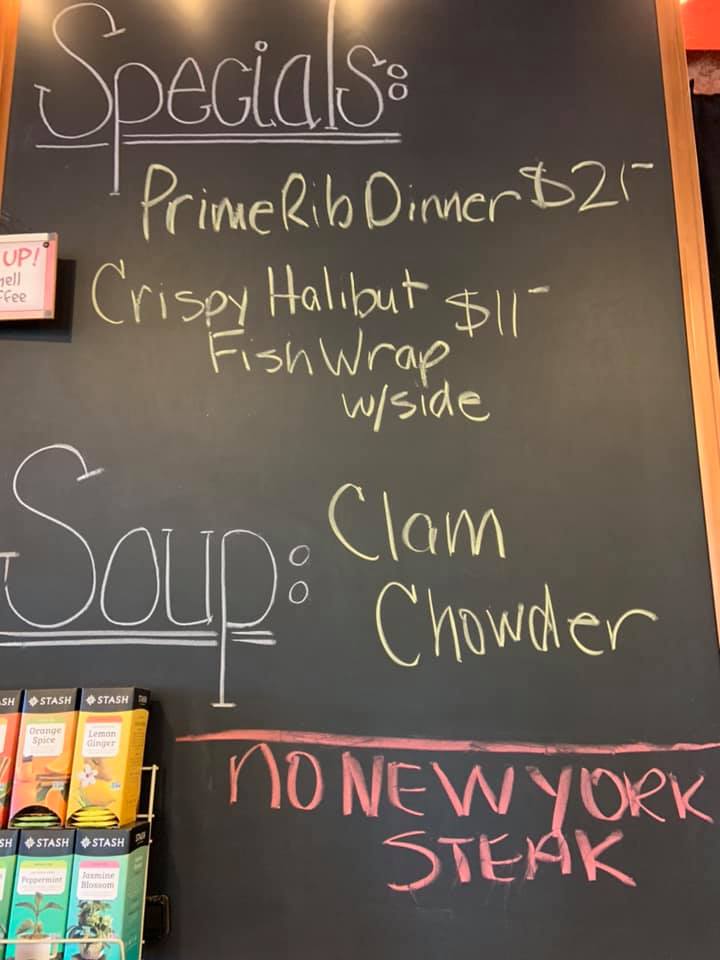 Specials:
Prime Rib Dinner $21-
Crispy Halibut $11-
Fish Wrap
w/side
UP!
Soup: Clam
Chowder
NO NEW YORK
STEAK
STASH
Orange
Spice
STASH
Lemon
Ginger
STASH
Peppermint
STASH
Jasmine
Blossom